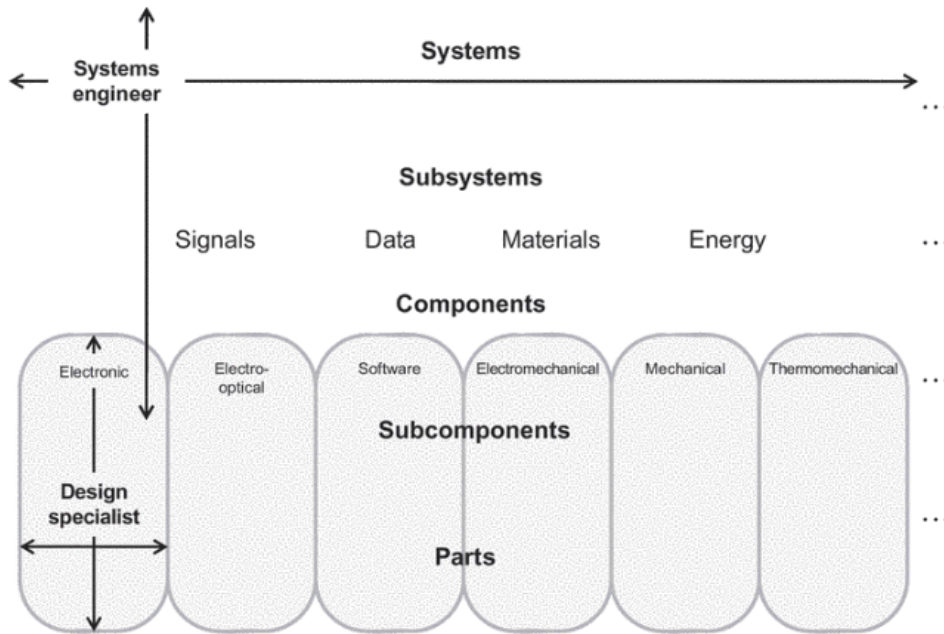 Systems
Systems
engineer
...
Subsystems
Signals Data Materials Energy ...
Components
Electronic Electro-
optical Software Electromechanical Mechanical Thermomechanical ...
Subcomponents
Design
specialist
...
Parts